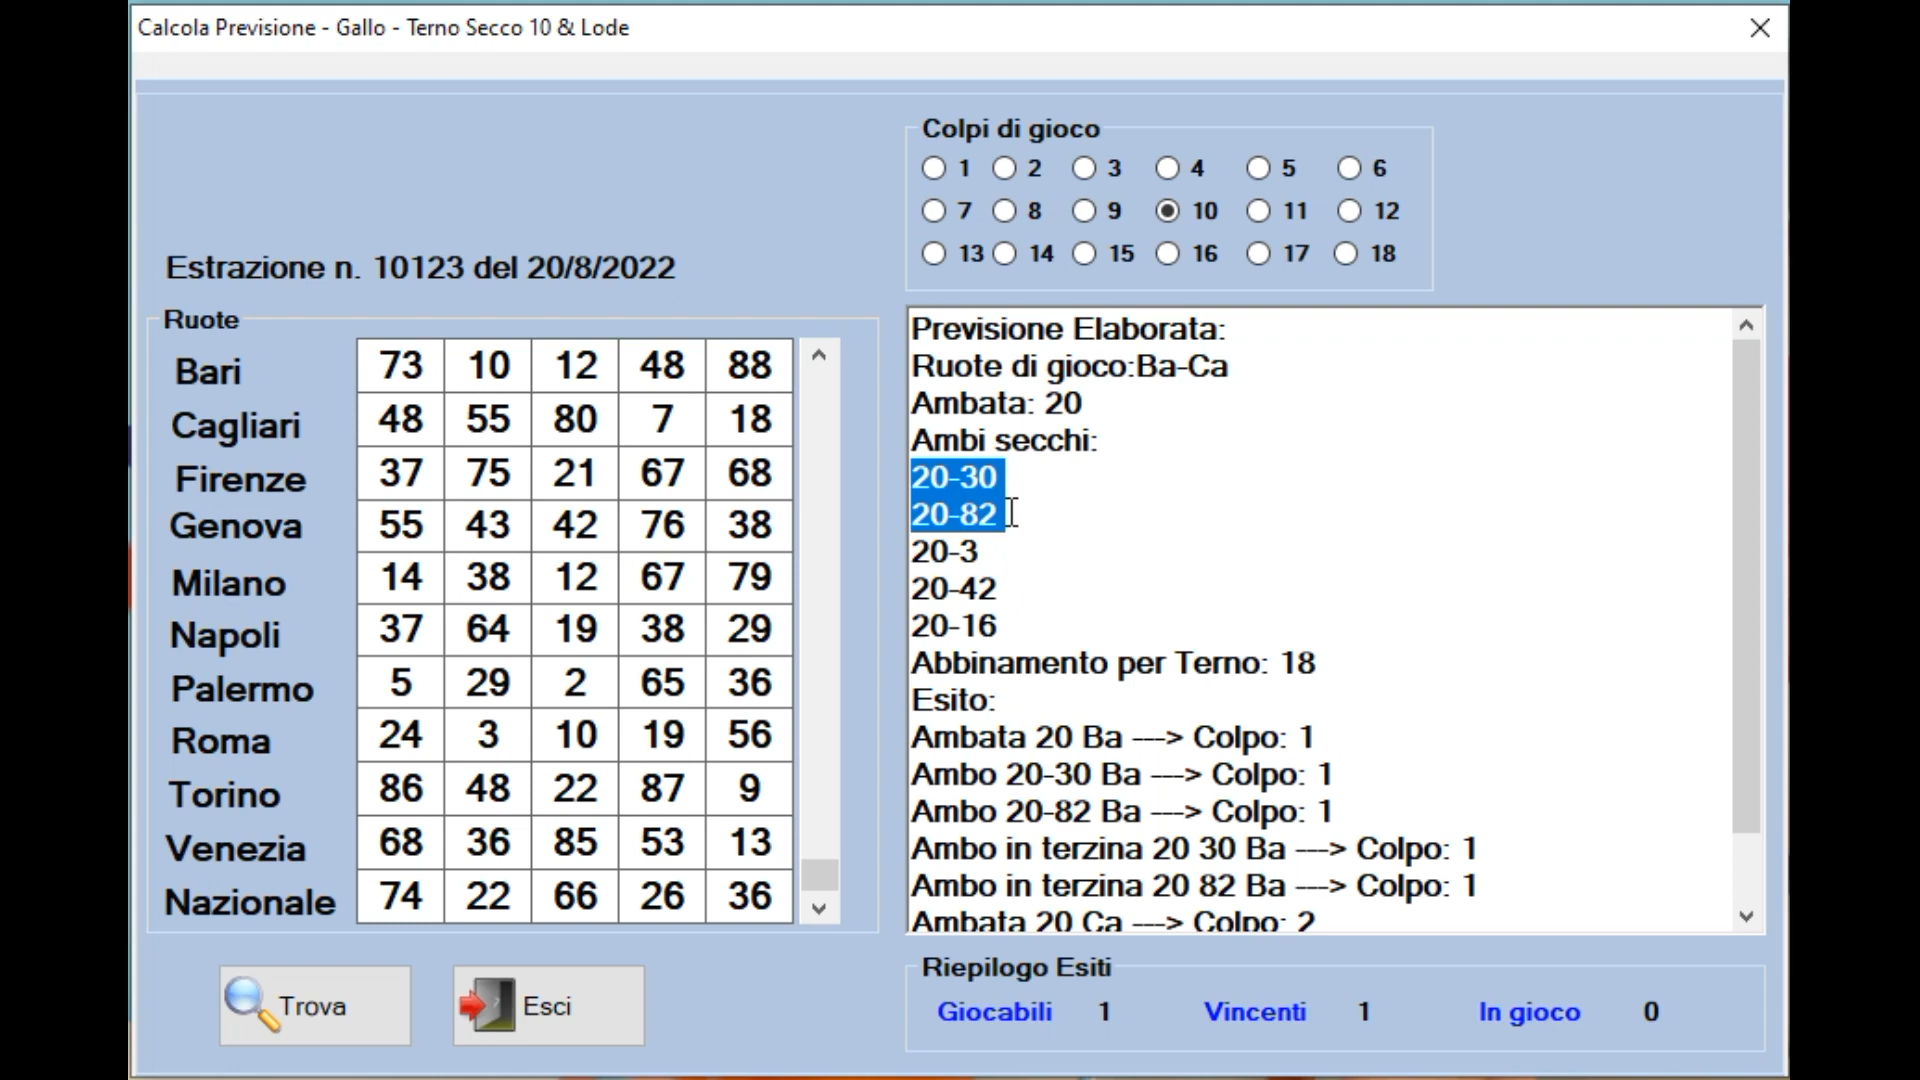 Calcola Previsione - Gallo - Terno Secco 10 & Lode
Colpi di gioco
1 2 3 4 5 6
7 8 9 10 11 12
13 14 15 16 17 18
Estrazione n. 10123 del 20/8/2022
Ruote
Bari 73 10 12 48 88
Cagliari 48 55 80 7 18
Firenze 37 75 21 67 68
Genova 55 43 42 76 38
Milano 14 38 12 67 79
Napoli 37 64 19 38 29
Palermo 5 29 2 65 36
Roma 24 3 10 19 56
Torino 86 48 22 87 9
Venezia 68 36 85 53 13
Nazionale 74 22 66 26 36
Previsione Elaborata:
Ruote di gioco:Ba-Ca
Ambata: 20
Ambi secchi:
20-30
20-82
20-3
20-42
20-16
Abbinamento per Terno: 18
Esito:
Ambata 20 Ba ---> Colpo: 1
Ambo 20-30 Ba ---> Colpo: 1
Ambo 20-82 Ba ---> Colpo: 1
Ambo in terzina 20 30 Ba ---> Colpo: 1
Ambo in terzina 20 82 Ba ---> Colpo: 1
Ambata 20 Ca ---> Colpo: 2
Trova
Esci
Riepilogo Esiti
Giocabili 1 Vincenti 1 In gioco 0